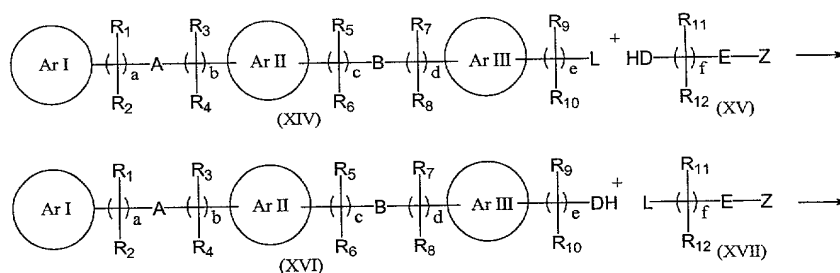 R₁ R₃ R₅ R₇ R₉ R₁₁
Ar I ( )a A ( )b Ar II ( )c B ( )d Ar III ( )e L + HD ( )f E Z
R₂ R₄ R₆ R₈ R₁₀ R₁₂
(XIV) (XV)
R₁ R₃ R₅ R₇ R₉ R₁₁
Ar I ( )a A ( )b Ar II ( )c B ( )d Ar III ( )e DH + L ( )f E Z
R₂ R₄ R₆ R₈ R₁₀ R₁₂
(XVI) (XVII)